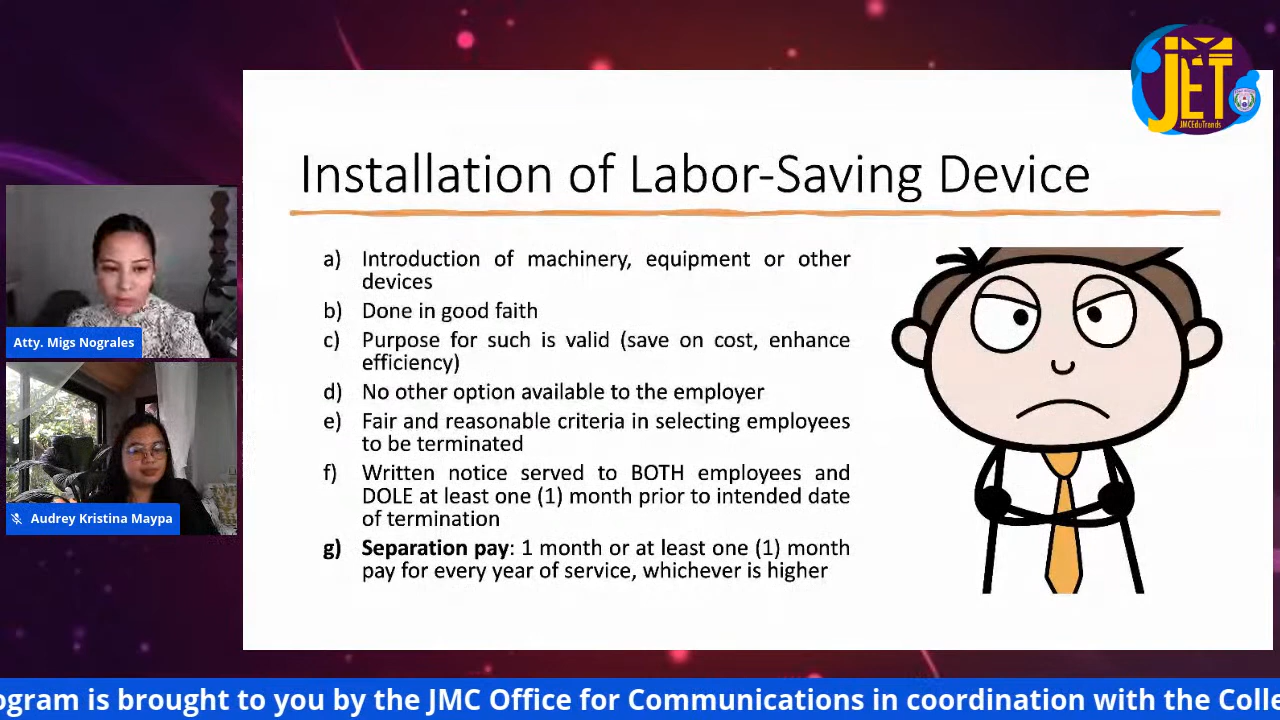 JET
JMCEduTrends
Installation of Labor-Saving Device
a) Introduction of machinery, equipment or other
devices
b) Done in good faith
c) Purpose for such is valid (save on cost, enhance
efficiency)
d) No other option available to the employer
e) Fair and reasonable criteria in selecting employees
to be terminated
f) Written notice served to BOTH employees and
DOLE at least one (1) month prior to intended date
of termination
g) Separation pay: 1 month or at least one (1) month
pay for every year of service, whichever is higher
Atty. Migs Nograles
Audrey Kristina Maypa
ogram is brought to you by the JMC Office for Communications in coordination with the Colle